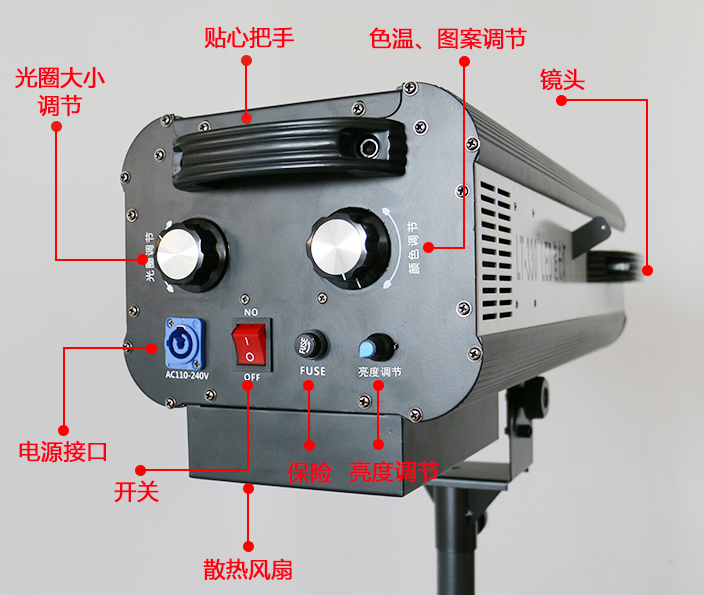 贴心把手
色温、图案调节
光圈大小
调节
镜头
光圈调节
颜色调节
NO
OFF
AC110-240V
FUSE
FUSE
亮度调节
电源接口
开关
保险
亮度调节
散热风扇